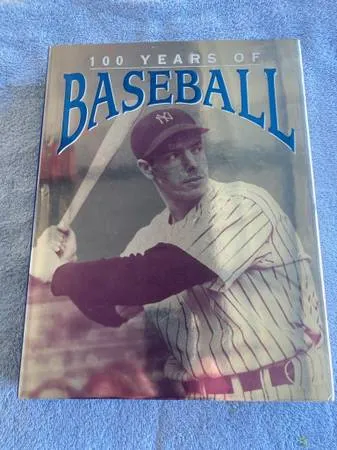 100 YEARS OF
BASEBALL
NY